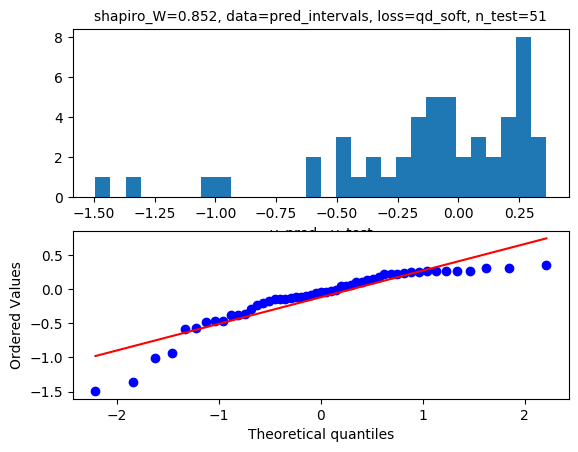 shapiro_W=0.852, data=pred_intervals, loss=qd_soft, n_test=51
8
6
4
2
0
−1.50 −1.25 −1.00 −0.75 −0.50 −0.25 0.00 0.25
0.5
0.0
−0.5
−1.0
−1.5
Ordered Values
−2 −1 0 1 2
Theoretical quantiles